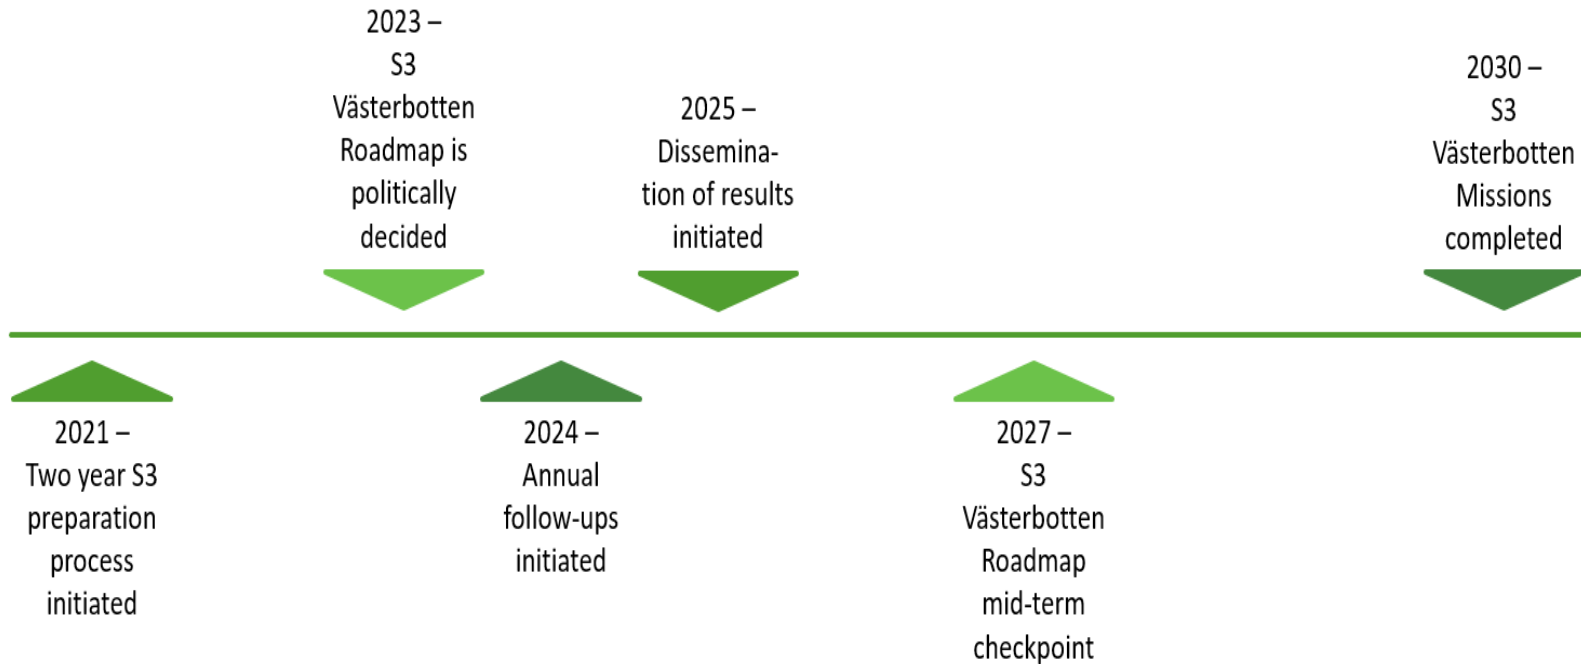 2023 –
S3
Västerbotten
Roadmap is
politically
decided
2025 –
Dissemina-
tion of results
initiated
2030 –
S3
Västerbotten
Missions
completed
2021 –
Two year S3
preparation
process
initiated
2024 –
Annual
follow-ups
initiated
2027 –
S3
Västerbotten
Roadmap
mid-term
checkpoint